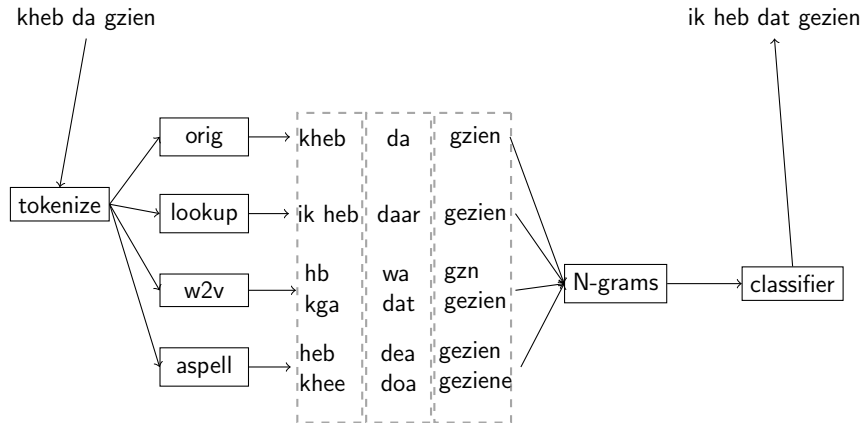 kheb da gzien
ik heb dat gezien
orig
kheb da gzien
tokenize
lookup
ik heb daar gezien
w2v
hb wa gzn
kga dat gezien
N-grams
classifier
aspell
heb dea gezien
khee doa geziene